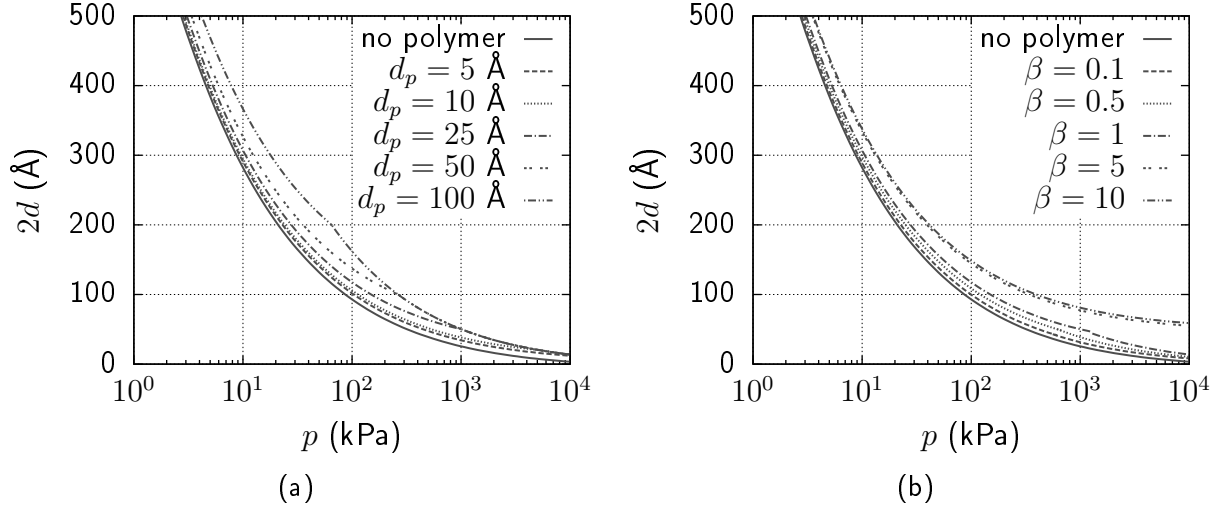 500
400
300
200
100
0
2d (Å)
no polymer
d_p = 5 Å
d_p = 10 Å
d_p = 25 Å
d_p = 50 Å
d_p = 100 Å
10^0 10^1 10^2 10^3 10^4
p (kPa)
(a)
500
400
300
200
100
0
2d (Å)
no polymer
β = 0.1
β = 0.5
β = 1
β = 5
β = 10
10^0 10^1 10^2 10^3 10^4
p (kPa)
(b)